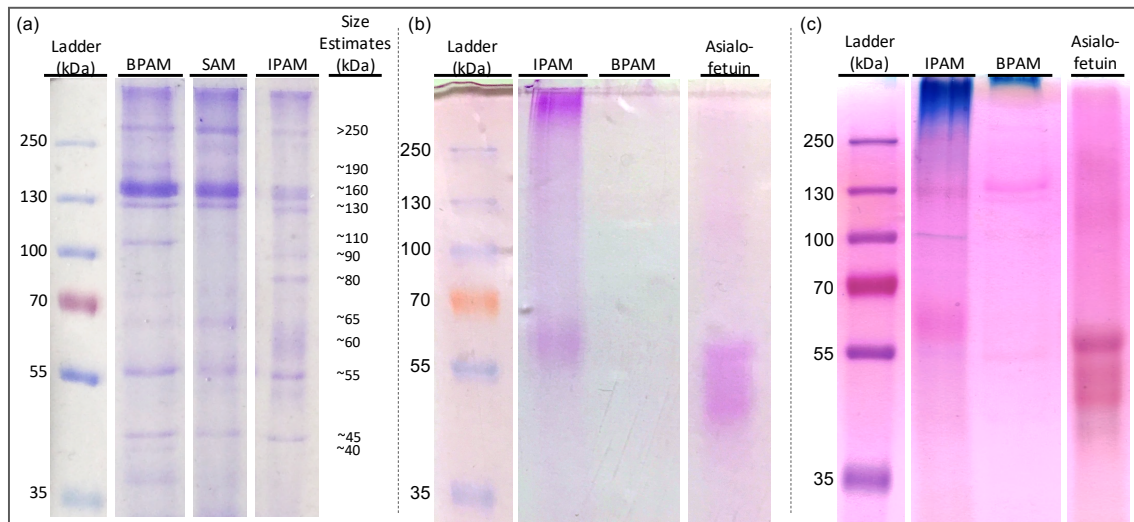 (a)
Ladder
(kDa)
BPAM
SAM
IPAM
Size
Estimates
(kDa)
250
130
100
70
55
35
>250
~190
~160
~130
~110
~90
~80
~65
~60
~55
~45
~40
(b)
Ladder
(kDa)
IPAM
BPAM
Asialo-
fetuin
250
130
100
70
55
35
(c)
Ladder
(kDa)
IPAM
BPAM
Asialo-
fetuin
250
130
100
70
55
35